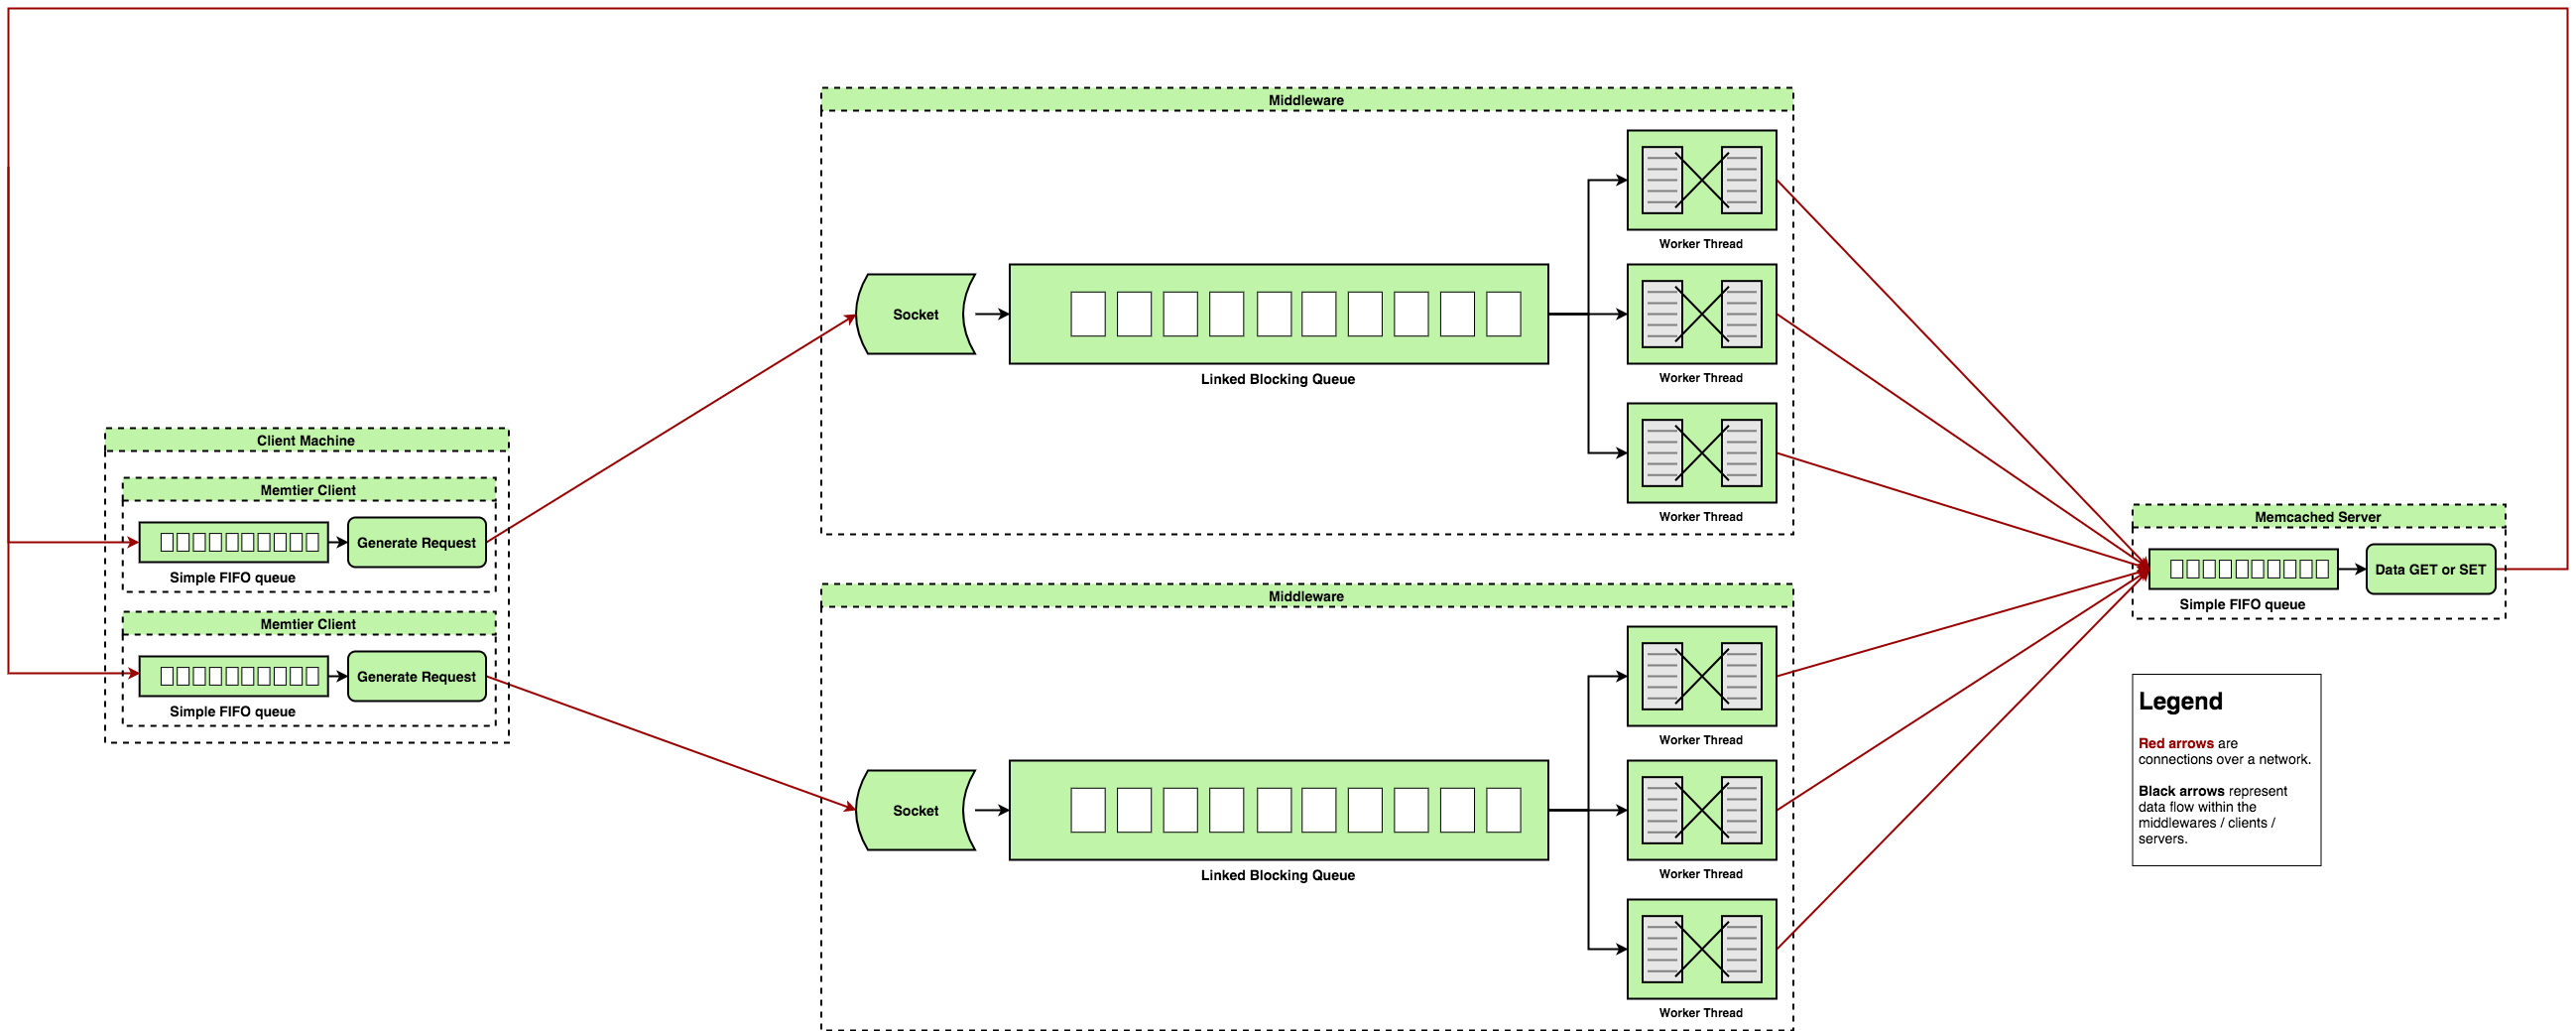 Middleware
Worker Thread
Socket
Linked Blocking Queue
Worker Thread
Worker Thread
Client Machine
Memtier Client
Generate Request
Simple FIFO queue
Memtier Client
Generate Request
Simple FIFO queue
Middleware
Worker Thread
Socket
Linked Blocking Queue
Worker Thread
Worker Thread
Memcached Server
Data GET or SET
Simple FIFO queue
Legend
Red arrows are
connections over a network.
Black arrows represent
data flow within the
middlewares / clients /
servers.